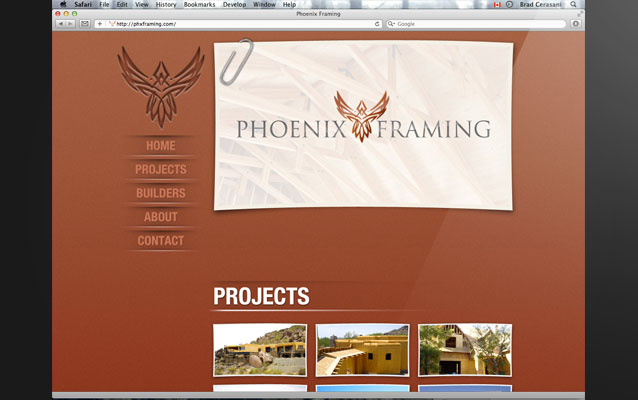 Safari File Edit View History Bookmarks Develop Window Help Brad Cerasani
Phoenix Framing
http://phxframing.com/ Google
PHOENIX FRAMING
HOME
PROJECTS
BUILDERS
ABOUT
CONTACT
PROJECTS